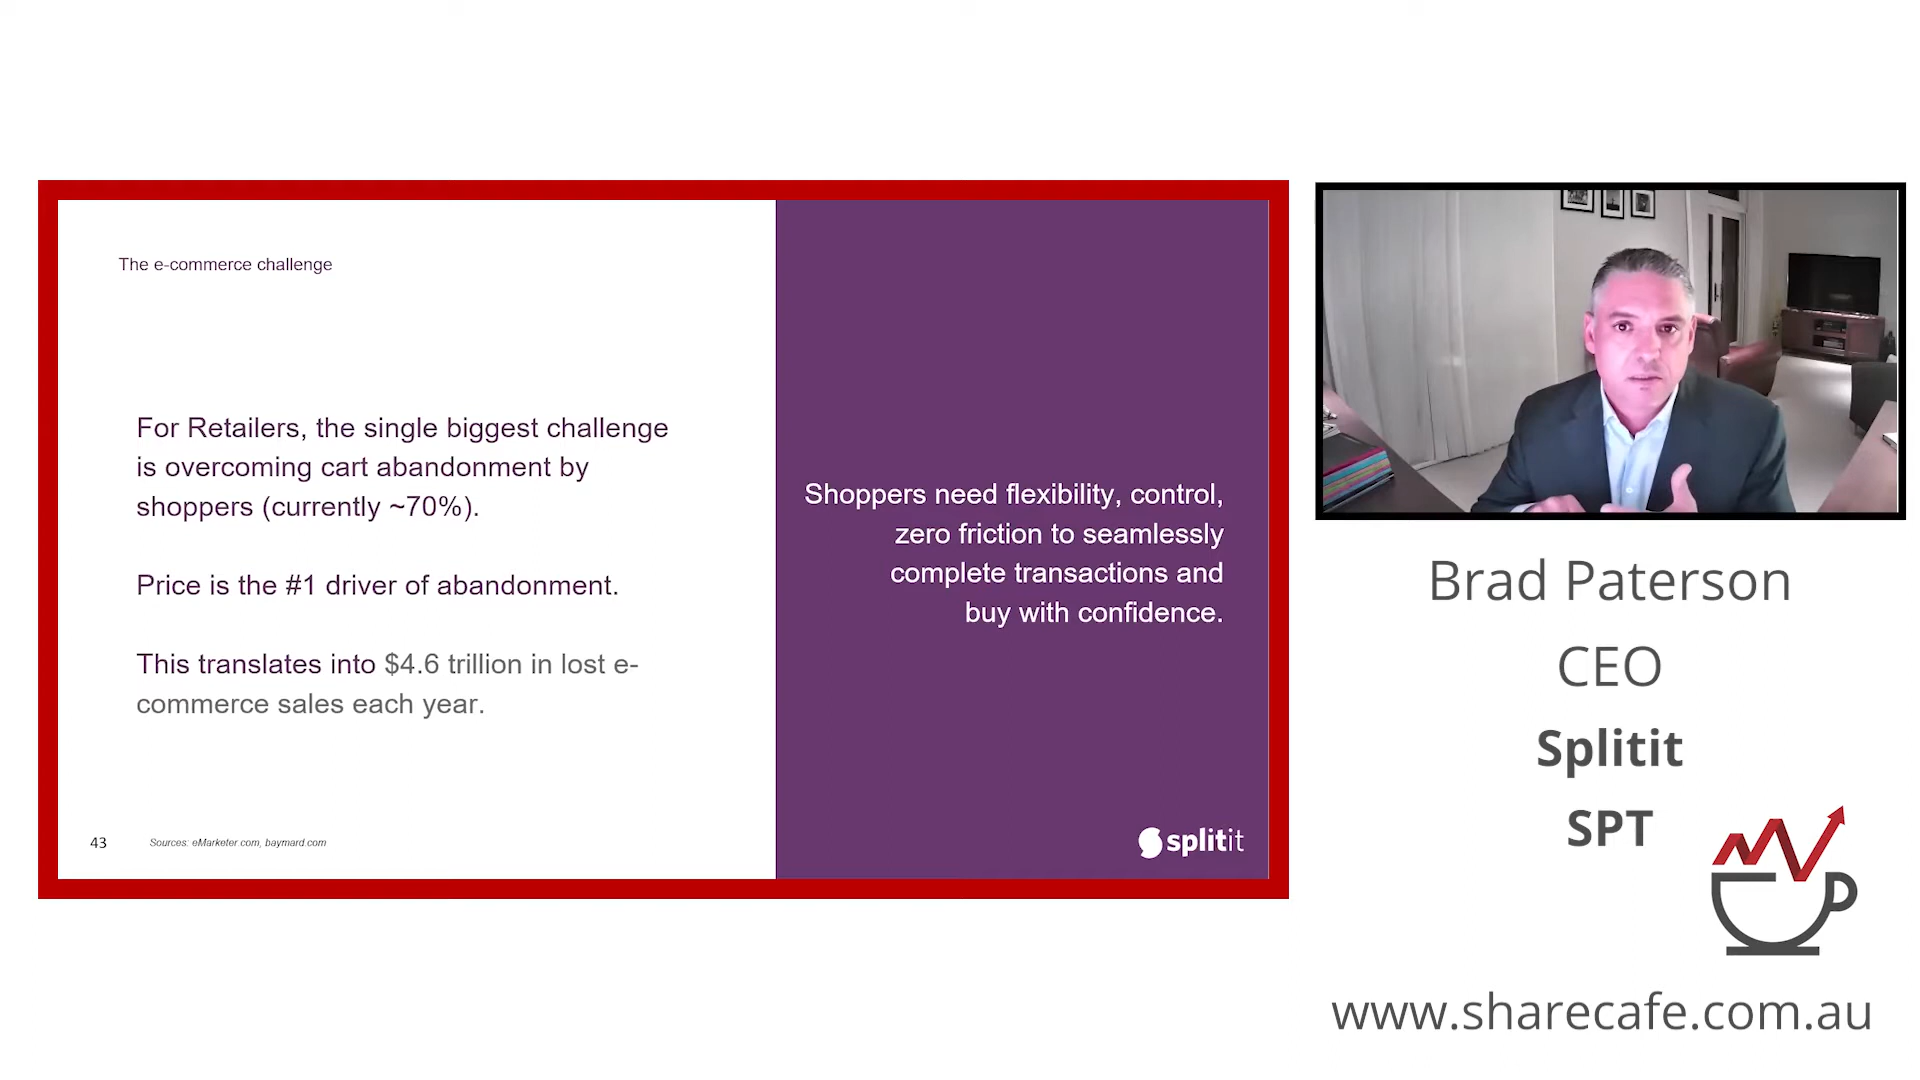 The e-commerce challenge
For Retailers, the single biggest challenge
is overcoming cart abandonment by
shoppers (currently ~70%).
Price is the #1 driver of abandonment.
This translates into $4.6 trillion in lost e-
commerce sales each year.
43
Sources: eMarketer.com, baymard.com
Shoppers need flexibility, control,
zero friction to seamlessly
complete transactions and
buy with confidence.
splitit
Brad Paterson
CEO
Splitit
SPT
www.sharecafe.com.au